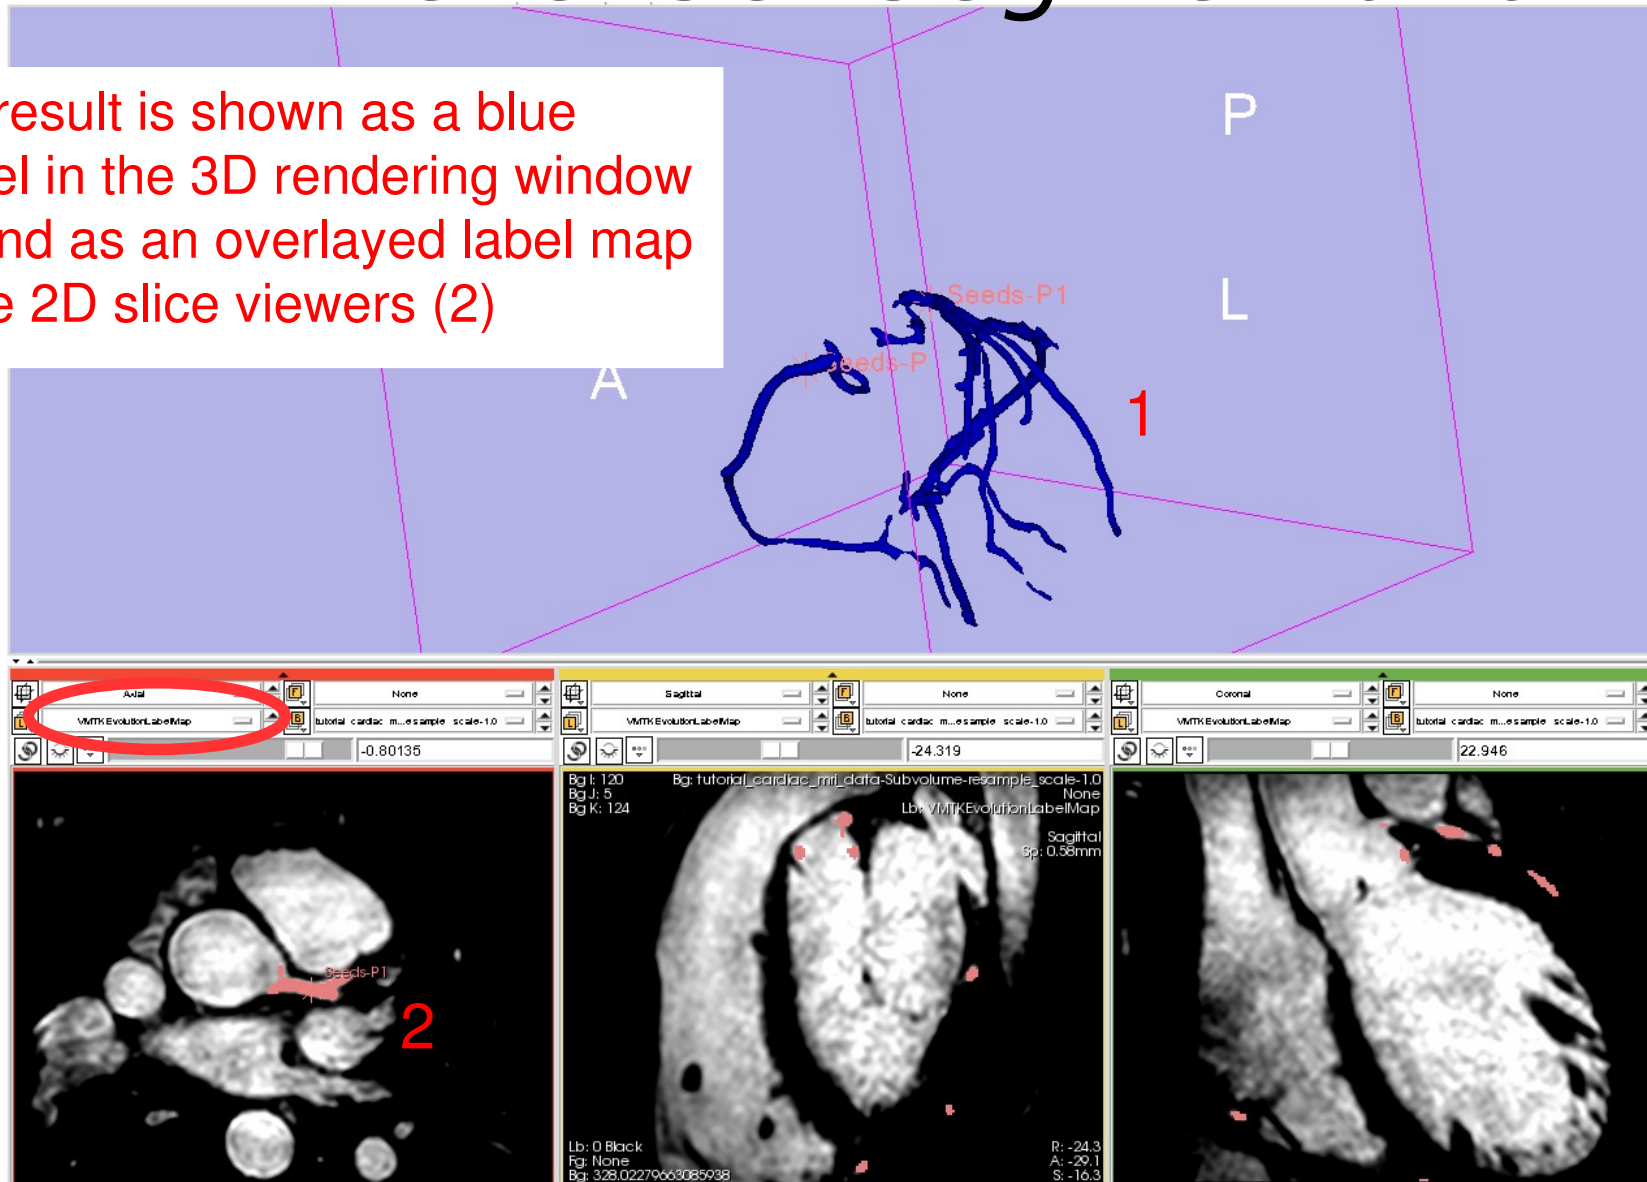 result is shown as a blue
el in the 3D rendering window
nd as an overlayed label map
e 2D slice viewers (2)
P
L
A
Seeds-P1
Seeds-P
1
Axial
None
VMTKEvolutionLabelMap
tutorial cardiac m...esample scale-1.0
-0.80135
Sagittal
None
VMTKEvolutionLabelMap
tutorial cardiac m...esample scale-1.0
-24.319
Coronal
None
VMTKEvolutionLabelMap
tutorial cardiac m...esample scale-1.0
22.946
Seeds-P1
2
Bg I: 120
Bg J: 5
Bg K: 124
Bg: tutorial_cardiac_mri_data-Subvolume-resample_scale-1.0
None
Lb: VMTKEvolutionLabelMap
Sagittal
Sp: 0.58mm
Lb: 0 Black
Fg: None
Bg: 328.02279663085938
R: -24.3
A: -29.1
S: -16.3